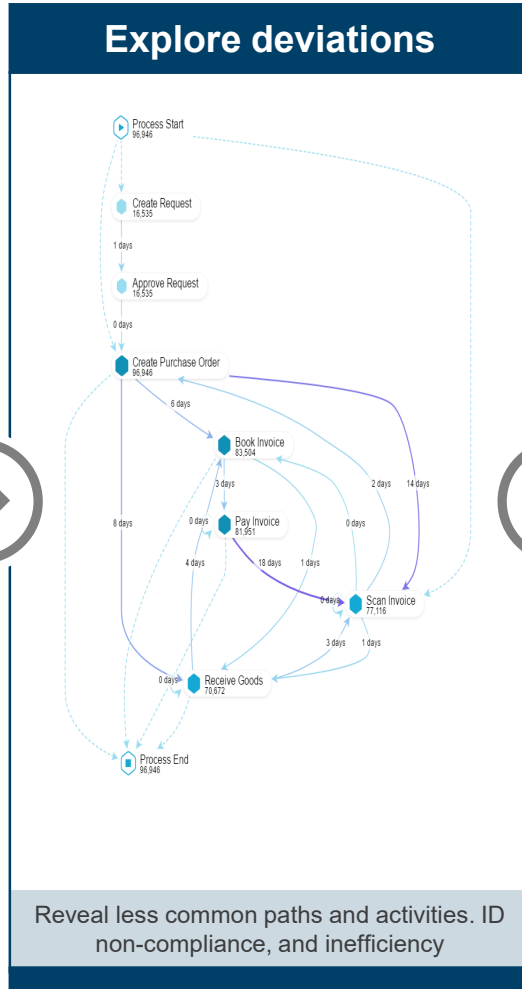 Explore deviations
Process Start
96,946
Create Request
16,535
1 days
Approve Request
16,535
0 days
Create Purchase Order
96,946
6 days
Book Invoice
83,504
3 days
2 days
14 days
8 days
0 days
Pay Invoice
81,951
0 days
4 days
18 days
1 days
0 days
Scan Invoice
77,116
3 days
1 days
0 days
Receive Goods
70,672
Process End
96,946
Reveal less common paths and activities. ID
non-compliance, and inefficiency